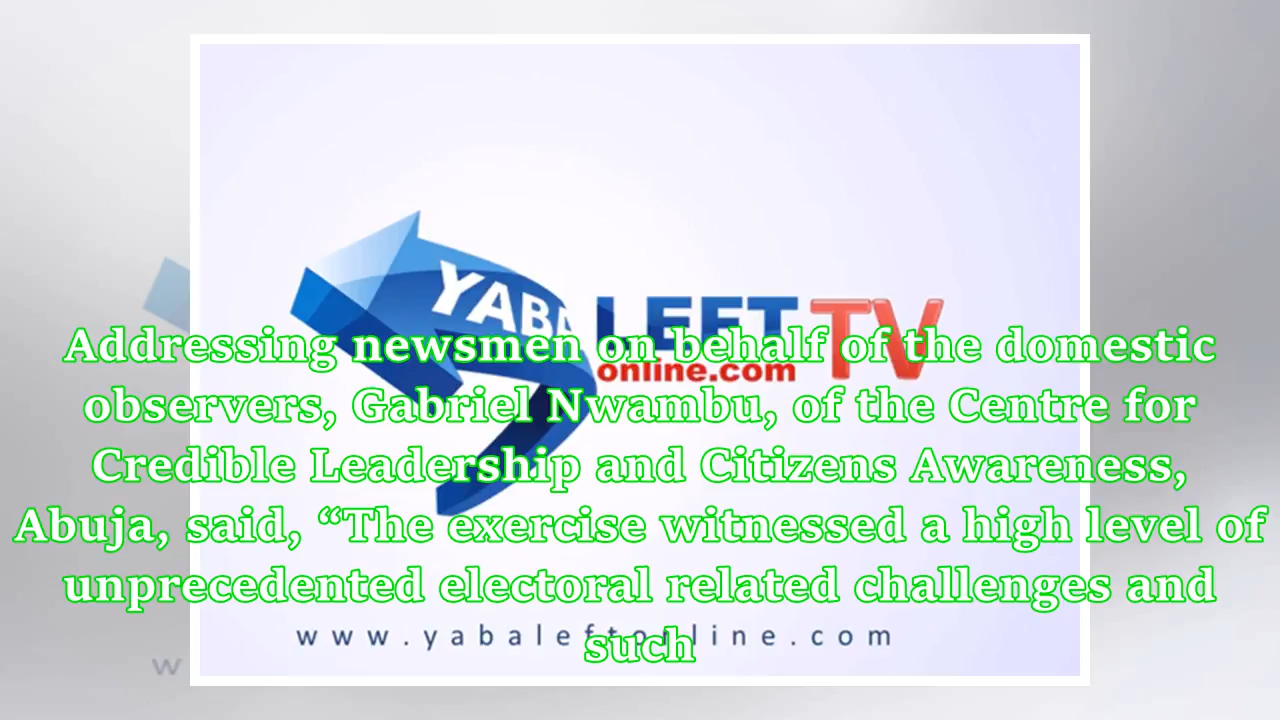 YABA LEFT TV
online.com
Addressing newsmen on behalf of the domestic
observers, Gabriel Nwambu, of the Centre for
Credible Leadership and Citizens Awareness,
Abuja, said, “The exercise witnessed a high level of
unprecedented electoral related challenges and
such
www.yabaleftonline.com
w